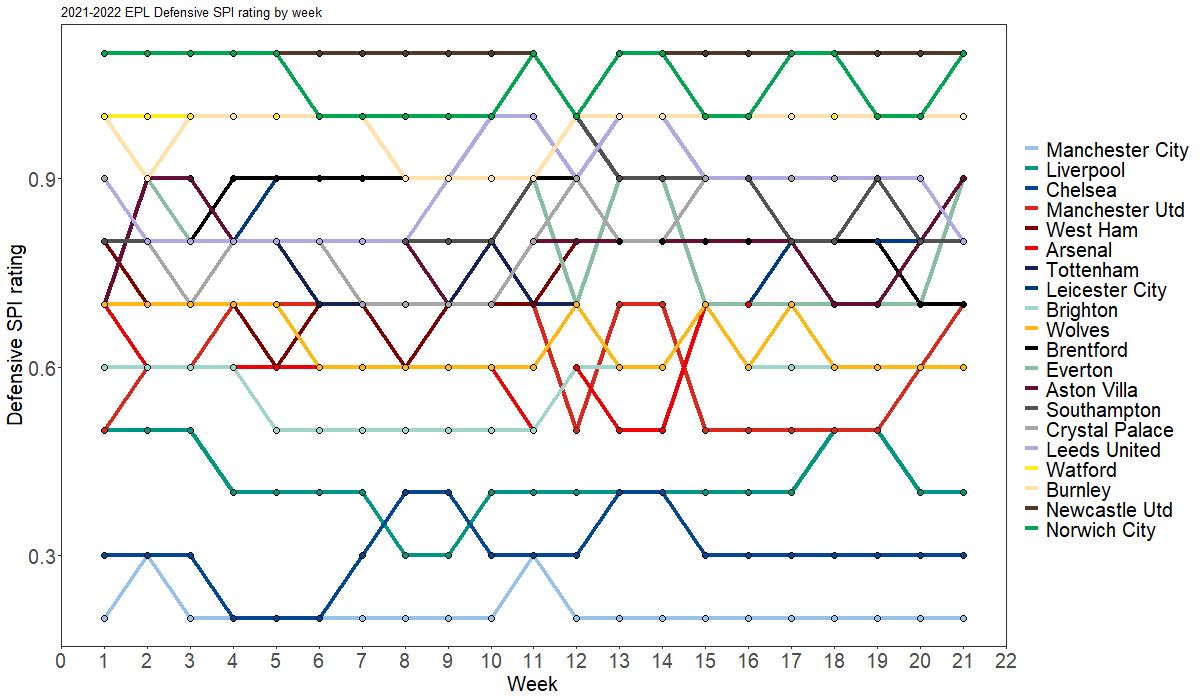 2021-2022 EPL Defensive SPI rating by week
Defensive SPI rating
0.9
0.6
0.3
0 1 2 3 4 5 6 7 8 9 10 11 12 13 14 15 16 17 18 19 20 21 22
Week
Manchester City
Liverpool
Chelsea
Manchester Utd
West Ham
Arsenal
Tottenham
Leicester City
Brighton
Wolves
Brentford
Everton
Aston Villa
Southampton
Crystal Palace
Leeds United
Watford
Burnley
Newcastle Utd
Norwich City